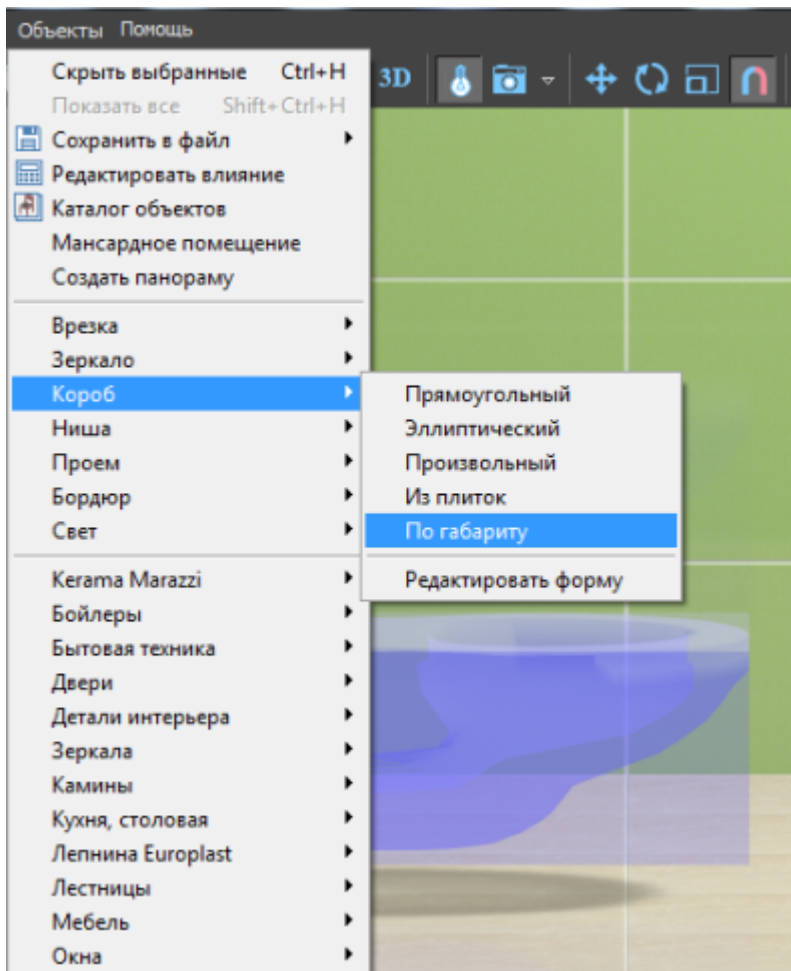 Объекты Помощь
Скрыть выбранные Ctrl+H
3D
Показать все Shift+Ctrl+H
Сохранить в файл
Редактировать влияние
Каталог объектов
Мансардное помещение
Создать панораму
Врезка
Зеркало
Короб
Прямоугольный
Ниша
Эллиптический
Проем
Произвольный
Бордюр
Из плиток
Свет
По габариту
Kerama Marazzi
Редактировать форму
Бойлеры
Бытовая техника
Двери
Детали интерьера
Зеркала
Камины
Кухня, столовая
Лепнина Europlast
Лестницы
Мебель
Окна